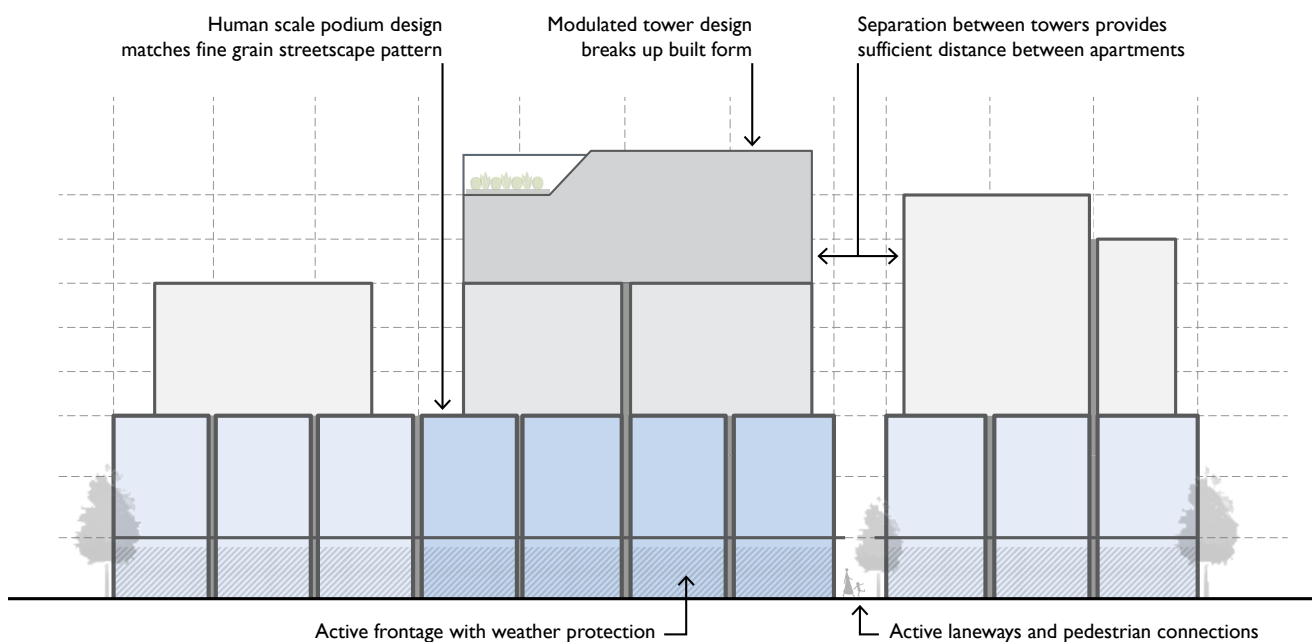 Human scale podium design
matches fine grain streetscape pattern
Modulated tower design
breaks up built form
Separation between towers provides
sufficient distance between apartments
Active frontage with weather protection
Active laneways and pedestrian connections